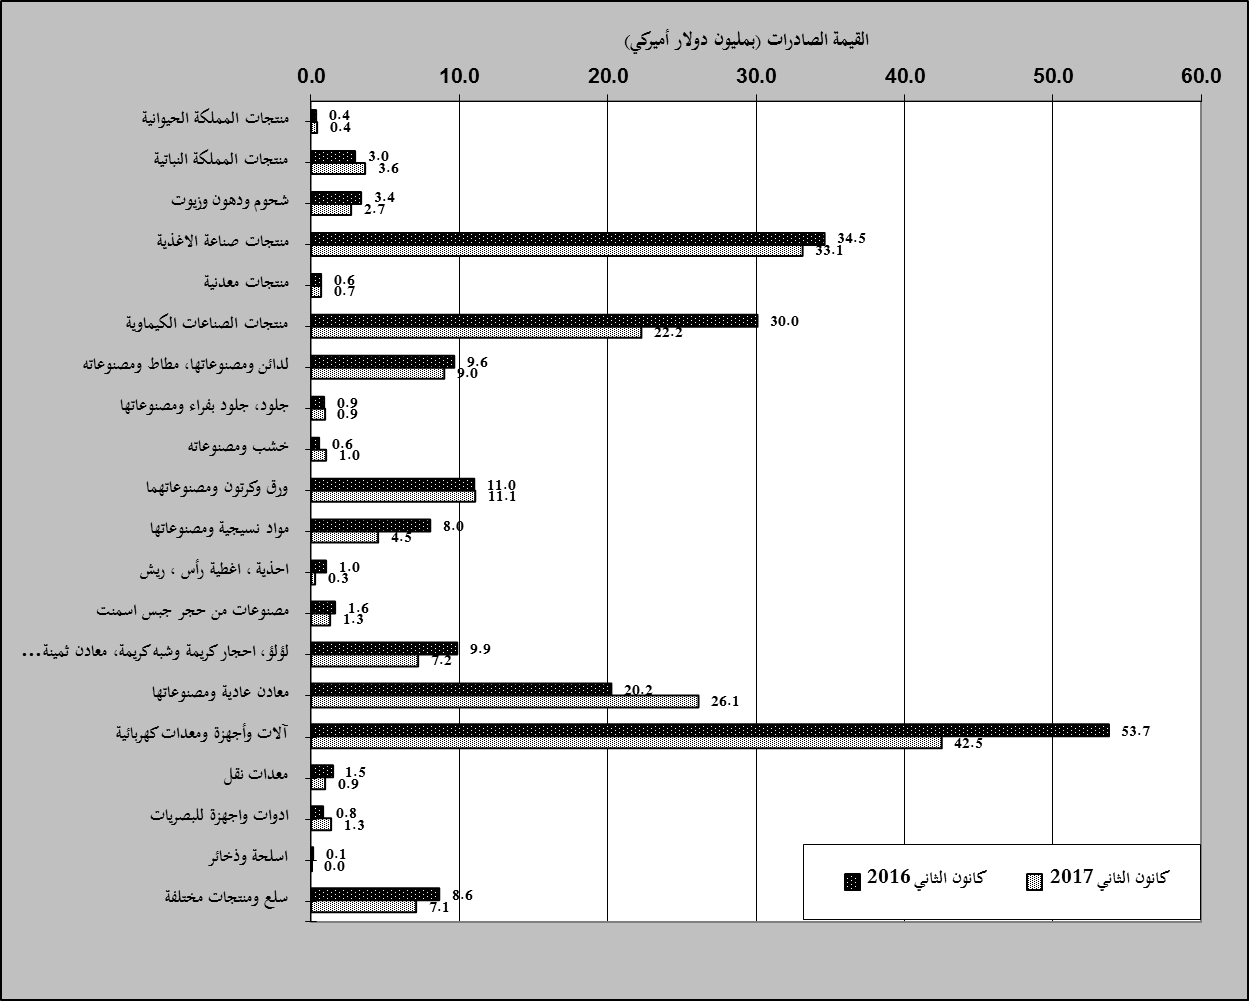 القيمة الصادرات (بمليون دولار أميركي)
0.0 10.0 20.0 30.0 40.0 50.0 60.0
منتجات المملكة الحيوانية 0.4
0.4
منتجات المملكة النباتية 3.0
3.6
شحوم ودهون وزيوت 3.4
2.7
منتجات صناعة الاغذية 34.5
33.1
منتجات معدنية 0.6
0.7
منتجات الصناعات الكيماوية 30.0
22.2
لدائن ومصنوعاتها، مطاط ومصنوعاته 9.6
9.0
جلود، جلود بفراء ومصنوعاتها 0.9
0.9
خشب ومصنوعاته 0.6
1.0
ورق وكرتون ومصنوعاتهما 11.0
11.1
مواد نسيجية ومصنوعاتها 8.0
4.5
احذية ، اغطية رأس ، ريش 1.0
0.3
مصنوعات من حجر جبس اسمنت 1.6
1.3
لؤلؤ، احجار كريمة وشبه كريمة، معادن ثمينة... 9.9
7.2
معادن عادية ومصنوعاتها 20.2
26.1
آلات وأجهزة ومعدات كهربائية 53.7
42.5
معدات نقل 1.5
0.9
ادوات واجهزة للبصريات 0.8
1.3
اسلحة وذخائر 0.1
0.0
سلع ومنتجات مختلفة 8.6
7.1
كانون الثاني 2017 كانون الثاني 2016